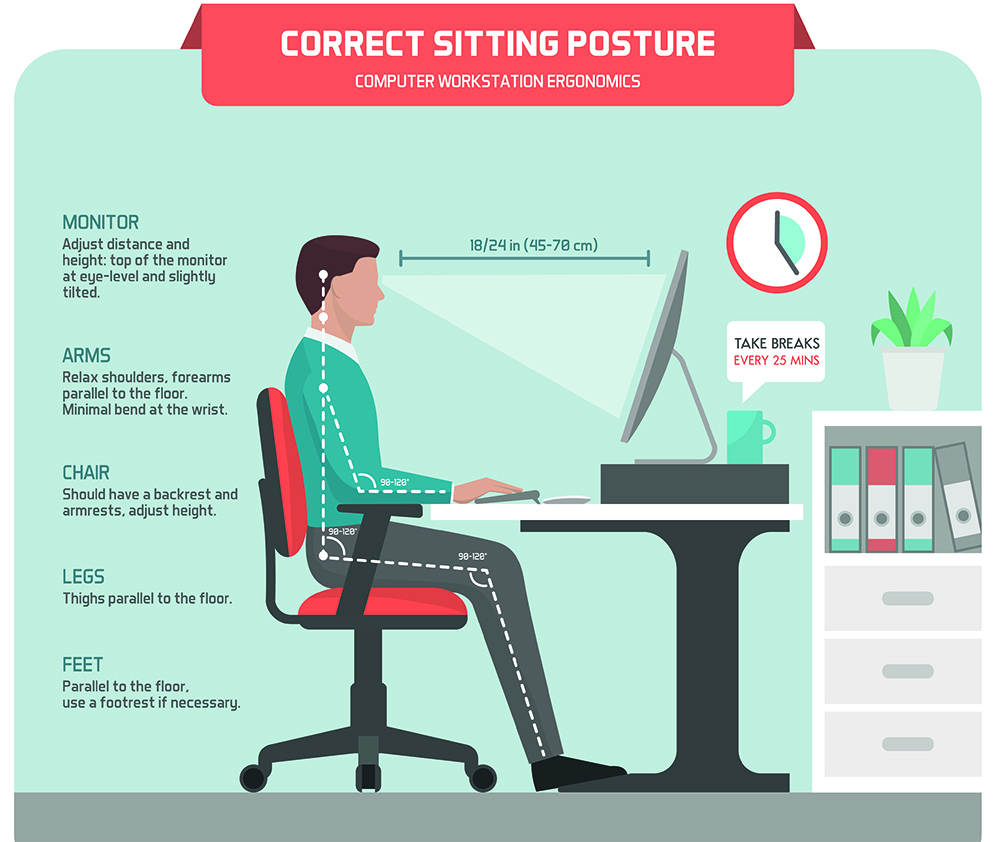 CORRECT SITTING POSTURE
COMPUTER WORKSTATION ERGONOMICS
MONITOR
Adjust distance and
height: top of the monitor
at eye-level and slightly
tilted.
ARMS
Relax shoulders, forearms
parallel to the floor.
Minimal bend at the wrist.
CHAIR
Should have a backrest and
armrests, adjust height.
LEGS
Thighs parallel to the floor.
FEET
Parallel to the floor,
use a footrest if necessary.
18/24 in (45-70 cm)
TAKE BREAKS
EVERY 25 MINS
90-120°
90-120°
90-120°